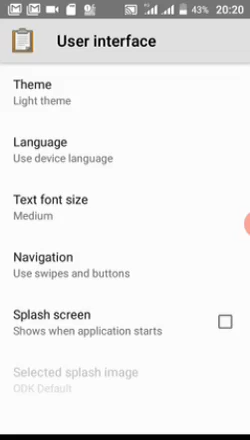 43% 20:20
User interface
Theme
Light theme
Language
Use device language
Text font size
Medium
Navigation
Use swipes and buttons
Splash screen
Shows when application starts
Selected splash image
ODK Default